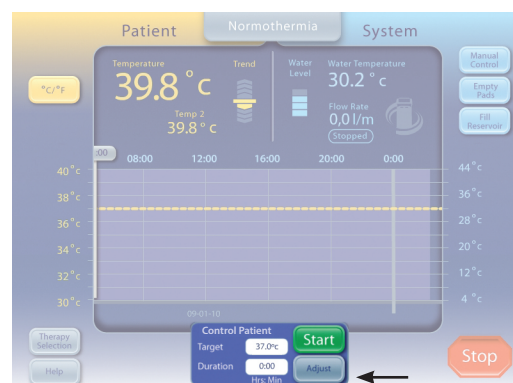 Patient
Normothermia
System
°C/°F
Temperature
39.8°c
Trend
Temp 2
39.8°c
Water
Level
Water Temperature
30.2°c
Flow Rate
0,0 l/m
Stopped
Manual
Control
Empty
Pads
Fill
Reservoir
:00
08:00 12:00 16:00 20:00 0:00
40°c
38°c
36°c
34°c
32°c
30°c
44°c
36°c
28°c
20°c
12°c
4°c
09-01-10
Therapy
Selection
Help
Control Patient
Target 37.0ºc
Duration 0:00
Hrs: Min
Start
Adjust
Stop